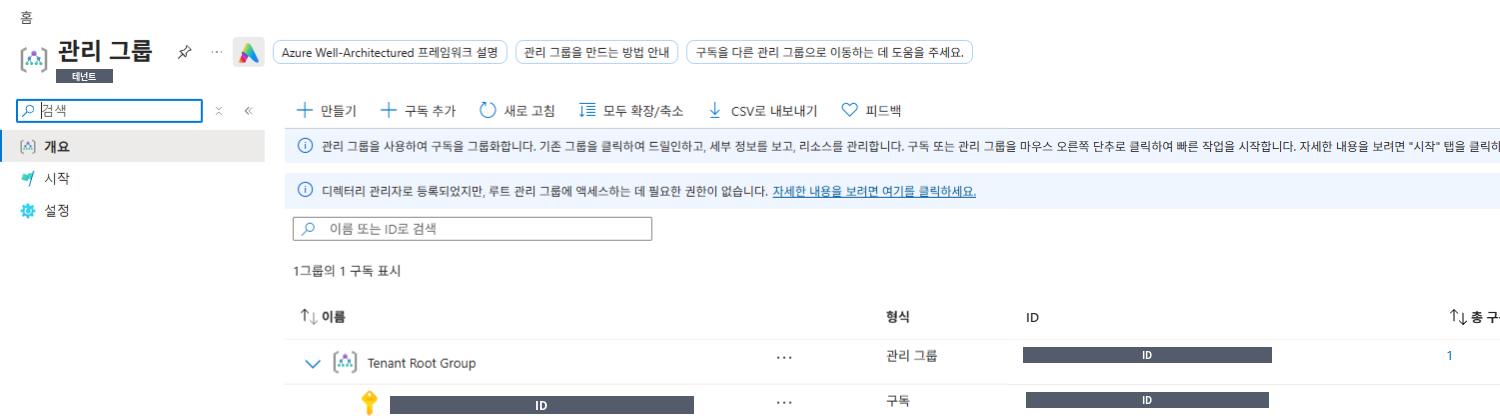 홈
관리 그룹
테넌트
Azure Well-Architectured 프레임워크 설명
관리 그룹을 만드는 방법 안내
구독을 다른 관리 그룹으로 이동하는 데 도움을 주세요.
검색
만들기 구독 추가 새로 고침 모두 확장/축소 CSV로 내보내기 피드백
개요
시작
설정
관리 그룹을 사용하여 구독을 그룹화합니다. 기존 그룹을 클릭하여 드릴인하고, 세부 정보를 보고, 리소스를 관리합니다. 구독 또는 관리 그룹을 마우스 오른쪽 단추로 클릭하여 빠른 작업을 시작합니다. 자세한 내용을 보려면 "시작" 탭을 클릭하
디렉터리 관리자로 등록되었지만, 루트 관리 그룹에 액세스하는 데 필요한 권한이 없습니다. 자세한 내용을 보려면 여기를 클릭하세요.
이름 또는 ID로 검색
1그룹의 1 구독 표시
이름 형식 ID 총 구
Tenant Root Group 관리 그룹 ID 1
ID 구독 ID